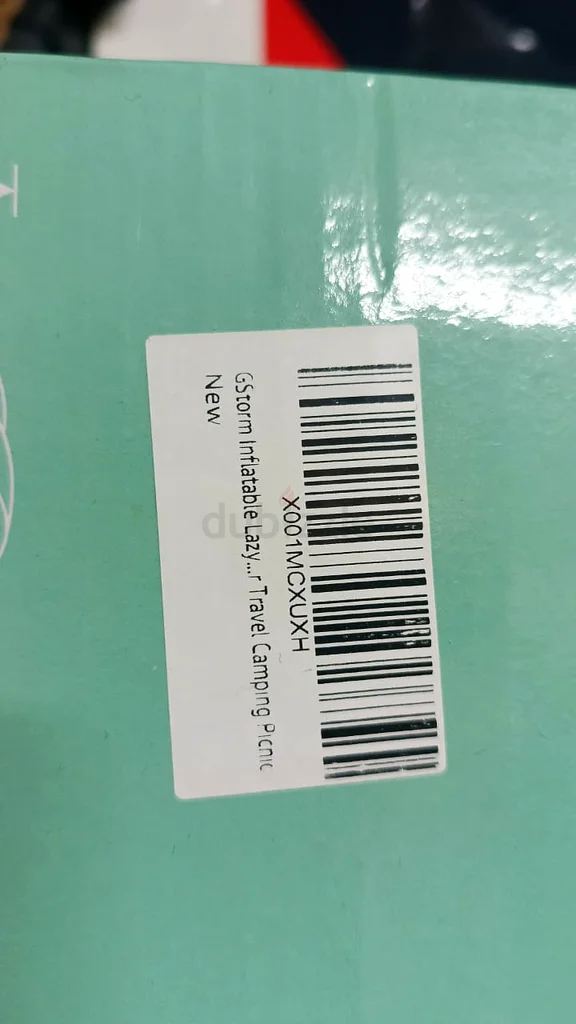 X001MCXUXH
GStorm Inflatable Lazy...r Travel Camping Picnic
New